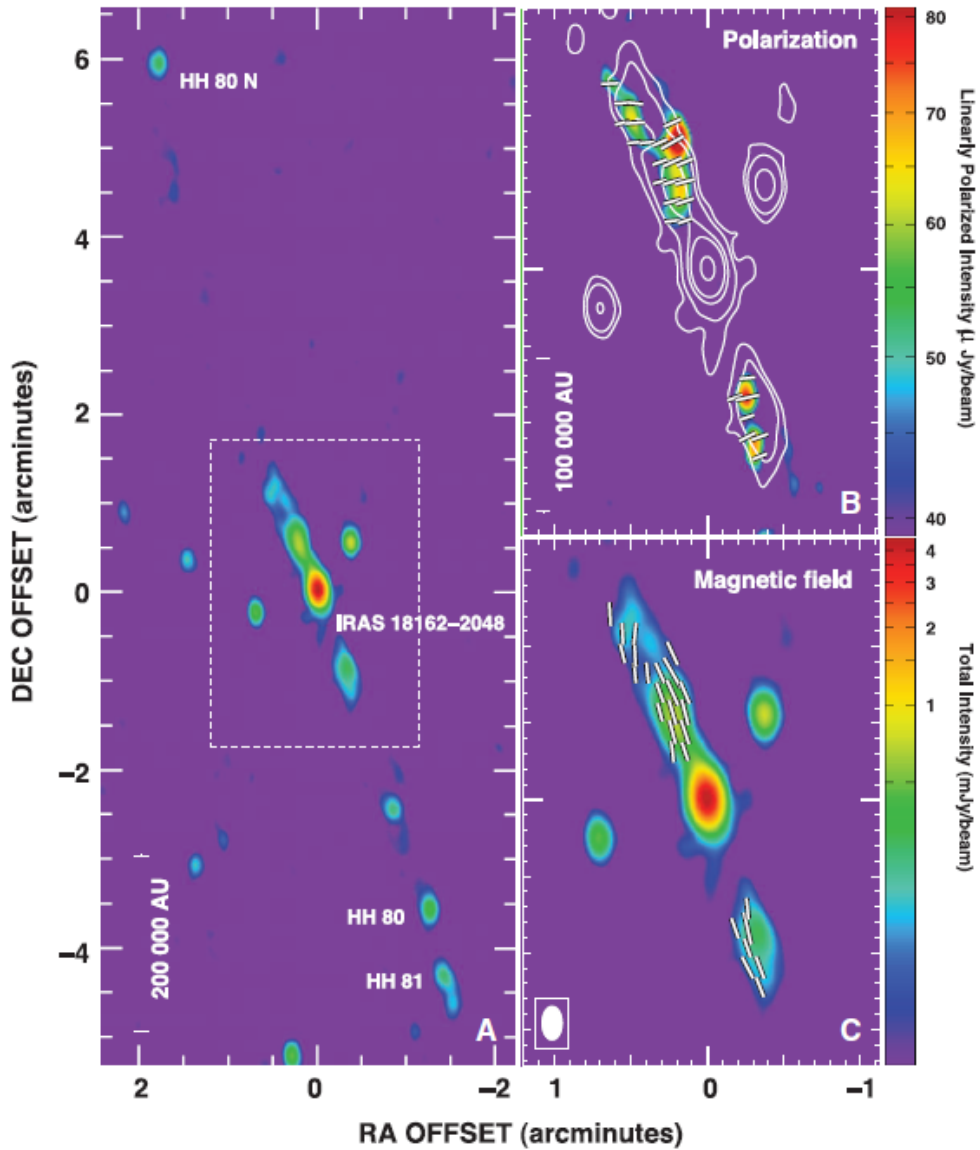 HH 80 N
IRAS 18162–2048
HH 80
HH 81
200 000 AU
A
6
4
2
0
−2
−4
DEC OFFSET (arcminutes)
2
0
−2
Polarization
100 000 AU
B
Magnetic field
C
1
0
−1
RA OFFSET (arcminutes)
80
70
60
50
40
Linearly Polarized Intensity (μ Jy/beam)
4
3
2
1
Total Intensity (mJy/beam)